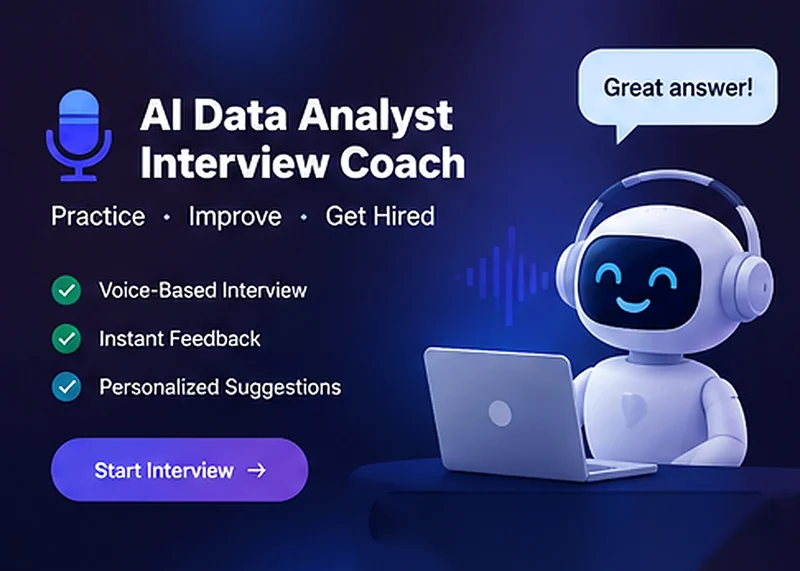 AI Data Analyst
Interview Coach
Practice • Improve • Get Hired
Voice-Based Interview
Instant Feedback
Personalized Suggestions
Start Interview →
Great answer!